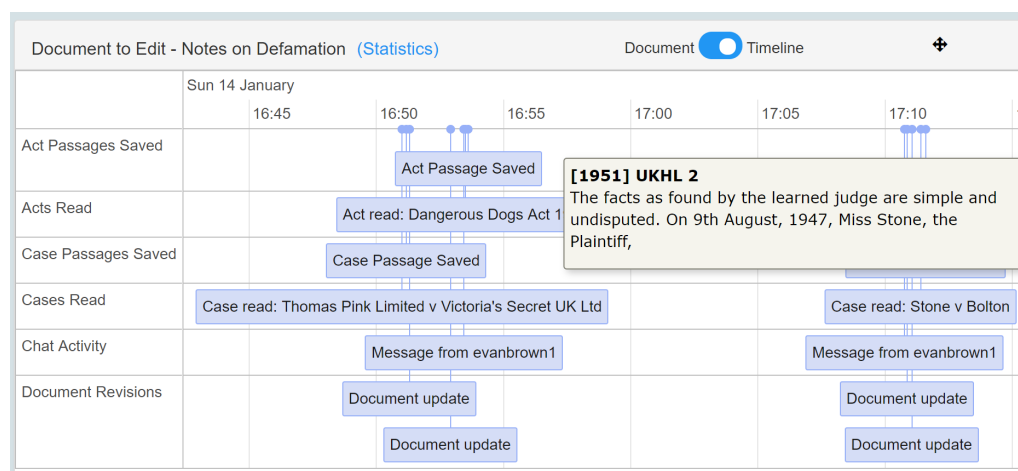 Document to Edit - Notes on Defamation (Statistics) Document Timeline
Sun 14 January
16:45 16:50 16:55 17:00 17:05 17:10
Act Passages Saved
Act Passage Saved
[1951] UKHL 2
The facts as found by the learned judge are simple and
undisputed. On 9th August, 1947, Miss Stone, the
Plaintiff,
Acts Read
Act read: Dangerous Dogs Act 1
Case Passages Saved
Case Passage Saved
Cases Read
Case read: Thomas Pink Limited v Victoria's Secret UK Ltd Case read: Stone v Bolton
Chat Activity
Message from evanbrown1 Message from evanbrown1
Document Revisions
Document update Document update
Document update Document update